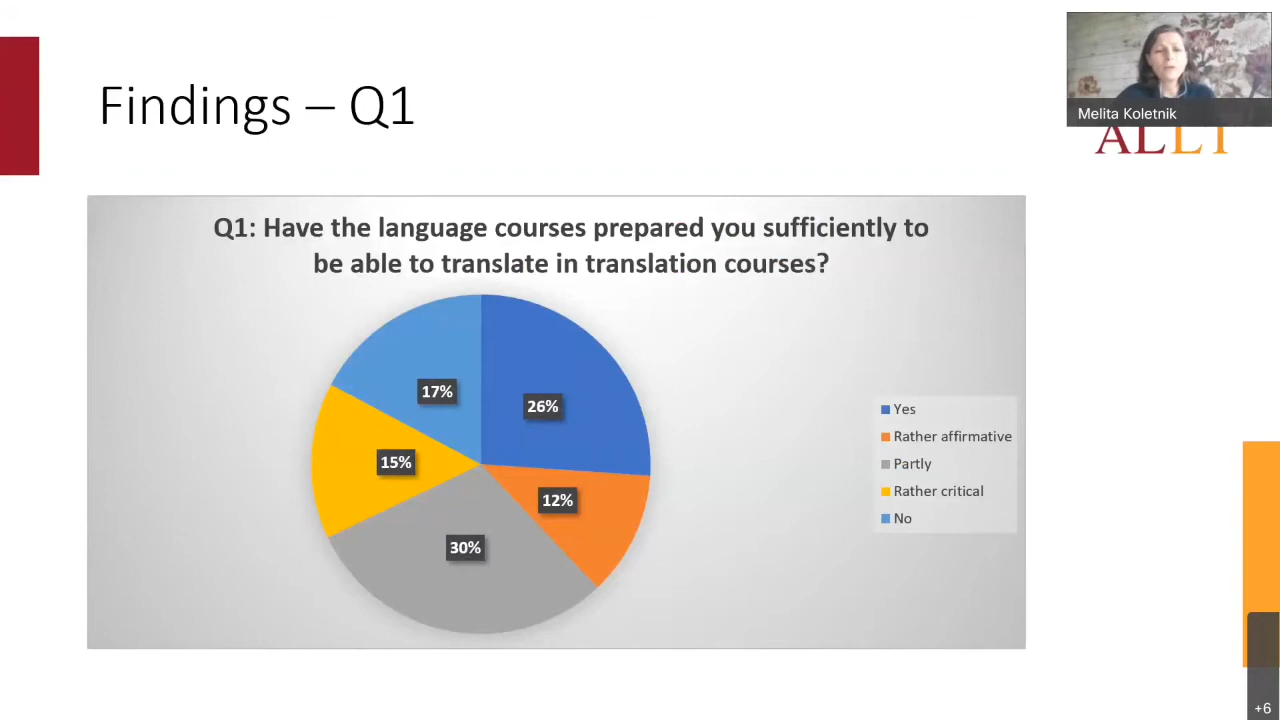 Findings – Q1
Melita Koletnik
ALLT
Q1: Have the language courses prepared you sufficiently to
be able to translate in translation courses?
17%
26%
15%
12%
30%
Yes
Rather affirmative
Partly
Rather critical
No
+6